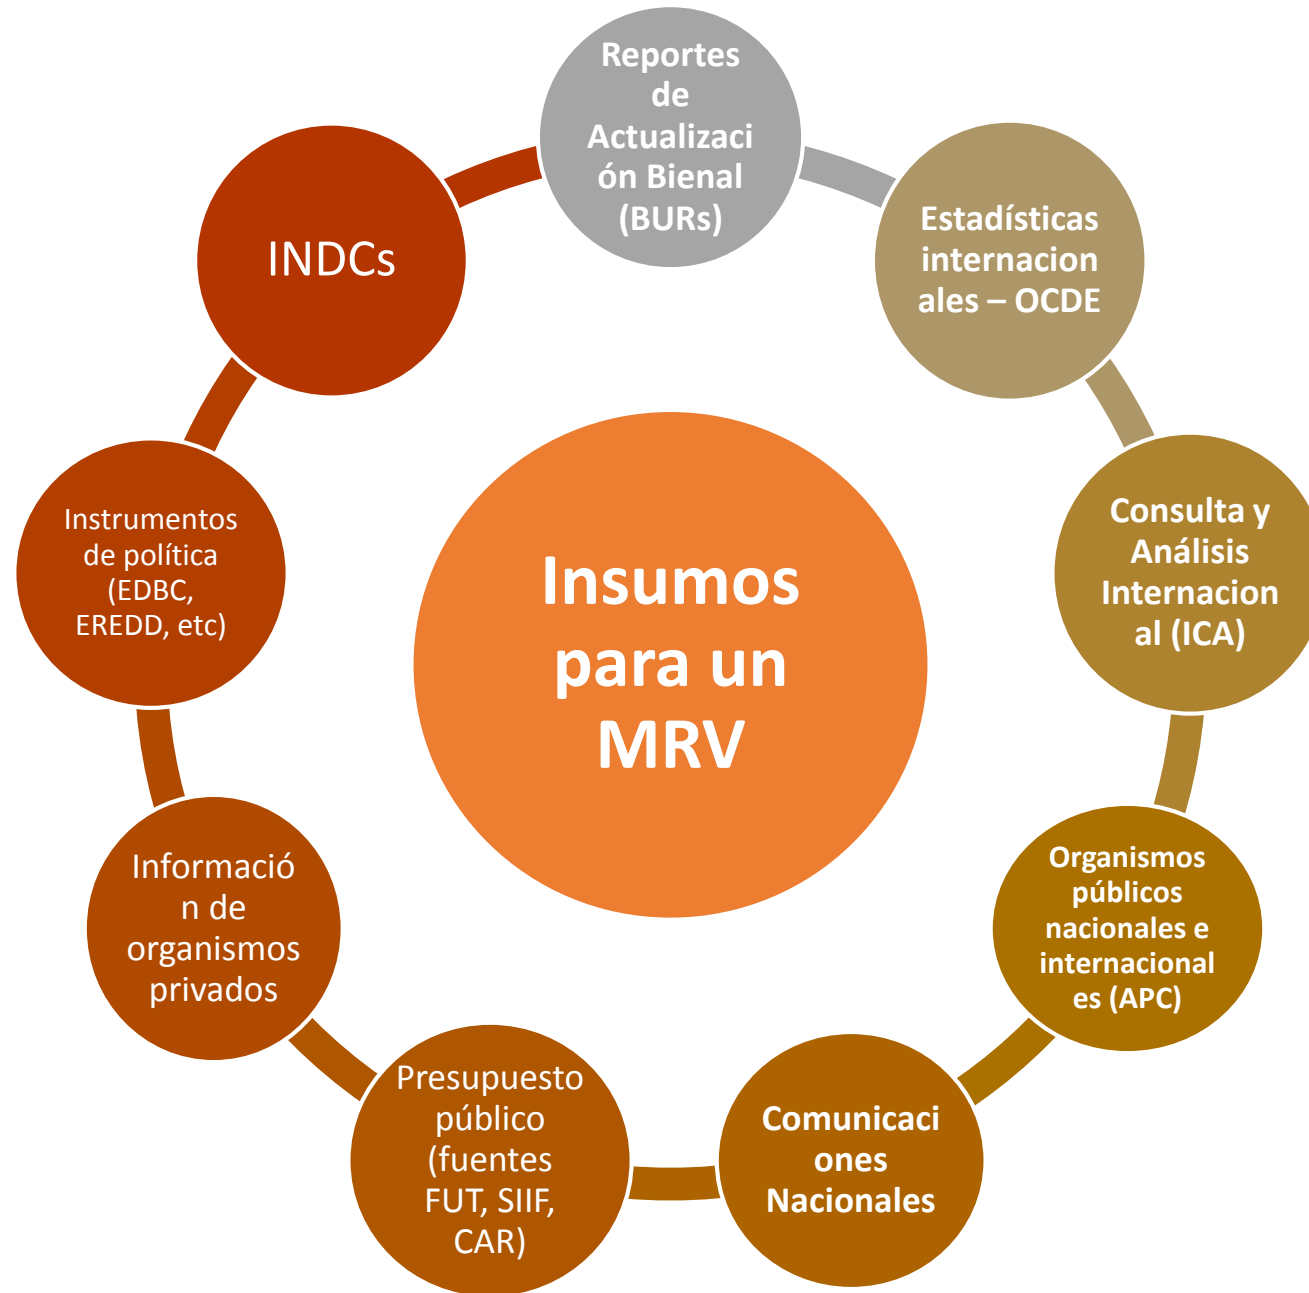 Reportes
de
Actualizaci
ón Bienal
(BURs)
Estadísticas
internacion
ales – OCDE
Consulta y
Análisis
Internacion
al (ICA)
Organismos
públicos
nacionales e
internacional
es (APC)
Comunicaci
ones
Nacionales
Presupuesto
público
(fuentes
FUT, SIIF,
CAR)
Informació
n de
organismos
privados
Instrumentos
de política
(EDBC,
EREDD, etc)
INDCs
Insumos
para un
MRV